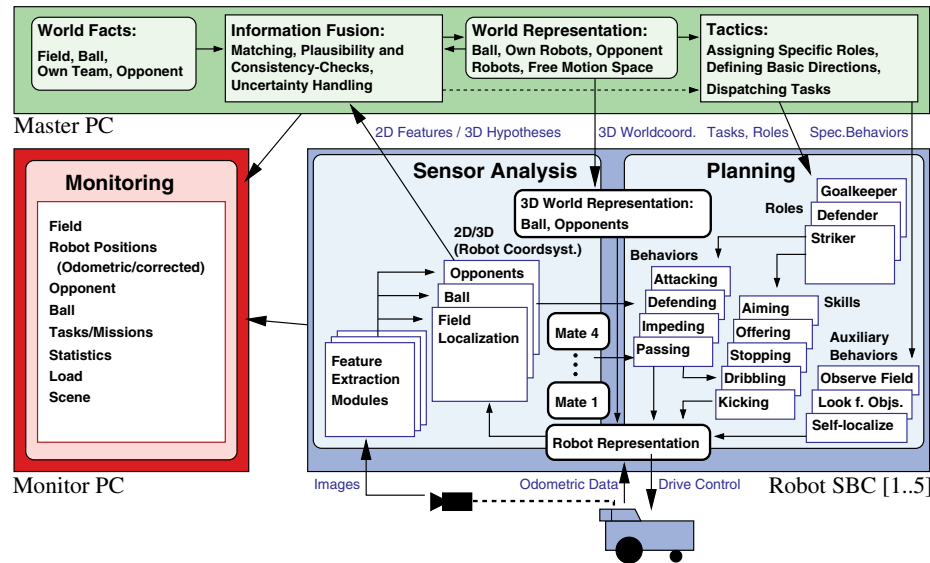 World Facts:
Field, Ball,
Own Team, Opponent
Information Fusion:
Matching, Plausibility and
Consistency-Checks,
Uncertainty Handling
World Representation:
Ball, Own Robots, Opponent
Robots, Free Motion Space
Tactics:
Assigning Specific Roles,
Defining Basic Directions,
Dispatching Tasks
Master PC
2D Features / 3D Hypotheses
3D Worldcoord.
Tasks, Roles
Spec.Behaviors
Monitoring
Field
Robot Positions
(Odometric/corrected)
Opponent
Ball
Tasks/Missions
Statistics
Load
Scene
Monitor PC
Sensor Analysis
Planning
3D World Representation:
Ball, Opponents
2D/3D
(Robot Coordsyst.)
Opponents
Ball
Field
Localization
Feature
Extraction
Modules
Mate 4
Mate 1
Roles
Goalkeeper
Defender
Striker
Behaviors
Attacking
Defending
Impeding
Passing
Skills
Aiming
Offering
Stopping
Dribbling
Kicking
Auxiliary
Behaviors
Observe Field
Look f. Objs.
Self-localize
Robot Representation
Images
Odometric Data
Drive Control
Robot SBC [1..5]